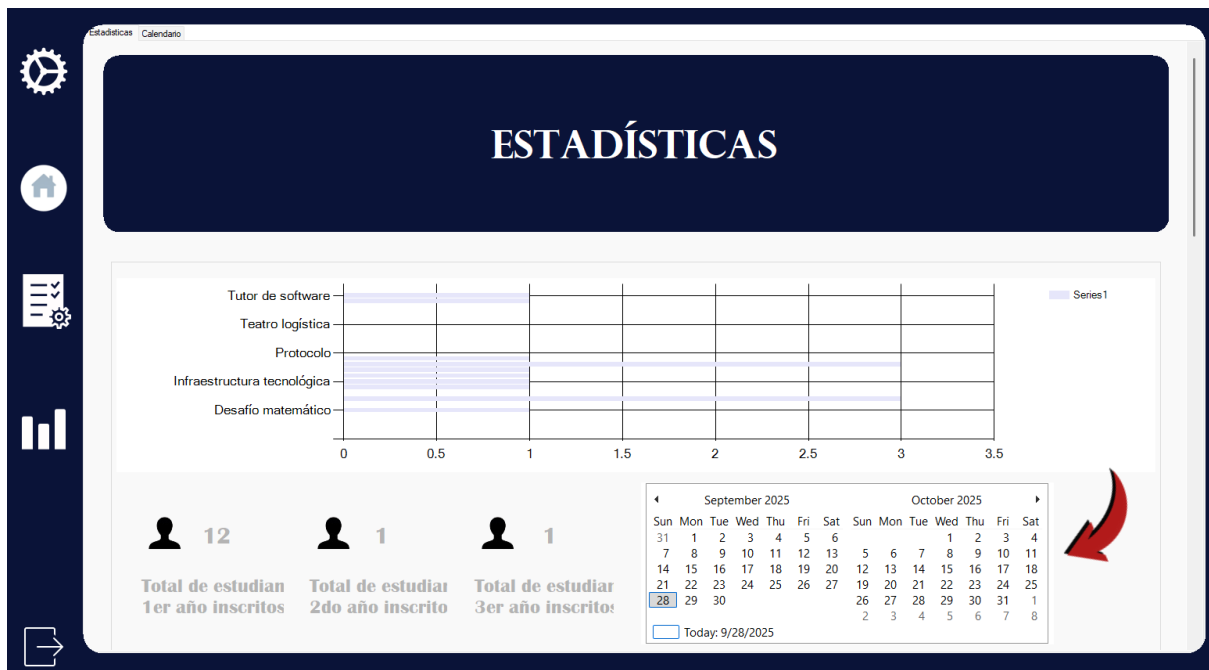 Estadisticas Calendario
ESTADÍSTICAS
Tutor de software
Teatro logística
Protocolo
Infraestructura tecnológica
Desafío matemático
0 0.5 1 1.5 2 2.5 3 3.5
Series1
12 1 1
Total de estudian Total de estudiar Total de estudiar
1er año inscritos 2do año inscrito 3er año inscritos
September 2025 October 2025
Sun Mon Tue Wed Thu Fri Sat Sun Mon Tue Wed Thu Fri Sat
31 1 2 3 4 5 6 1 2 3 4
7 8 9 10 11 12 13 5 6 7 8 9 10 11
14 15 16 17 18 19 20 12 13 14 15 16 17 18
21 22 23 24 25 26 27 19 20 21 22 23 24 25
28 29 30 26 27 28 29 30 31 1
2 3 4 5 6 7 8
Today: 9/28/2025